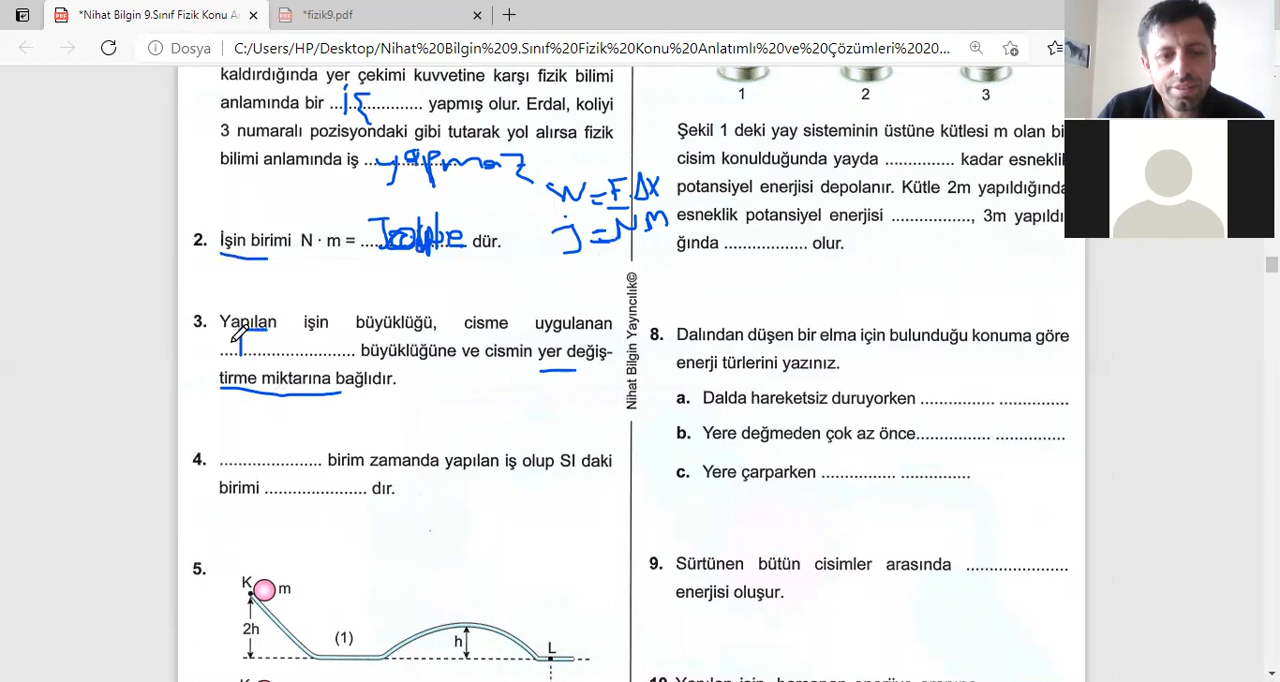 *Nihat Bilgin 9.Sınıf Fizik Konu A
*fizik9.pdf
Dosya
C:/Users/HP/Desktop/Nihat%20Bilgin%209.Sınıf%20Fizik%20Konu%20Anlatımlı%20ve%20Çözümleri%2020...
kaldırdığında yer çekimi kuvvetine karşı fizik bilimi
anlamında bir ... iş ............ yapmış olur. Erdal, koliyi
3 numaralı pozisyondaki gibi tutarak yol alırsa fizik
bilimi anlamında iş ... yapmaz
W = F.Δx
j = N m
2. İşin birimi N · m = .... Joule dür.
3. Yapılan işin büyüklüğü, cisme uygulanan
........................... büyüklüğüne ve cismin yer değiş-
tirme miktarına bağlıdır.
4. ...................... birim zamanda yapılan iş olup SI daki
birimi ...................... dır.
5.
K
m
2h
(1)
h
L
Nihat Bilgin Yayıncılık©
1 2 3
Şekil 1 deki yay sisteminin üstüne kütlesi m olan bi
cisim konulduğunda yayda .............. kadar esneklik
potansiyel enerjisi depolanır. Kütle 2m yapıldığında
esneklik potansiyel enerjisi ................., 3m yapıldı
ğında .................. olur.
8. Dalından düşen bir elma için bulunduğu konuma göre
enerji türlerini yazınız.
a. Dalda hareketsiz duruyorken ................ ...............
b. Yere değmeden çok az önce................ ...............
c. Yere çarparken ................ ...............
9. Sürtünen bütün cisimler arasında ......................
enerjisi oluşur.